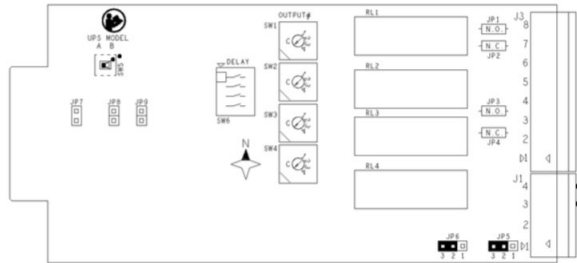 UPS MODEL
A B
SW5
JP7 JP8 JP9
DELAY
SW6
N
OUTPUT#
SW1
C
SW2
C
SW3
C
SW4
C
RL1
RL2
RL3
RL4
JP1
N.O.
N.C.
JP2
JP3
N.O
N.C
JP4
JP6
3 2 1
JP5
3 2 1
J3
8
7
6
5
4
3
2
1
J1
4
3
2
1